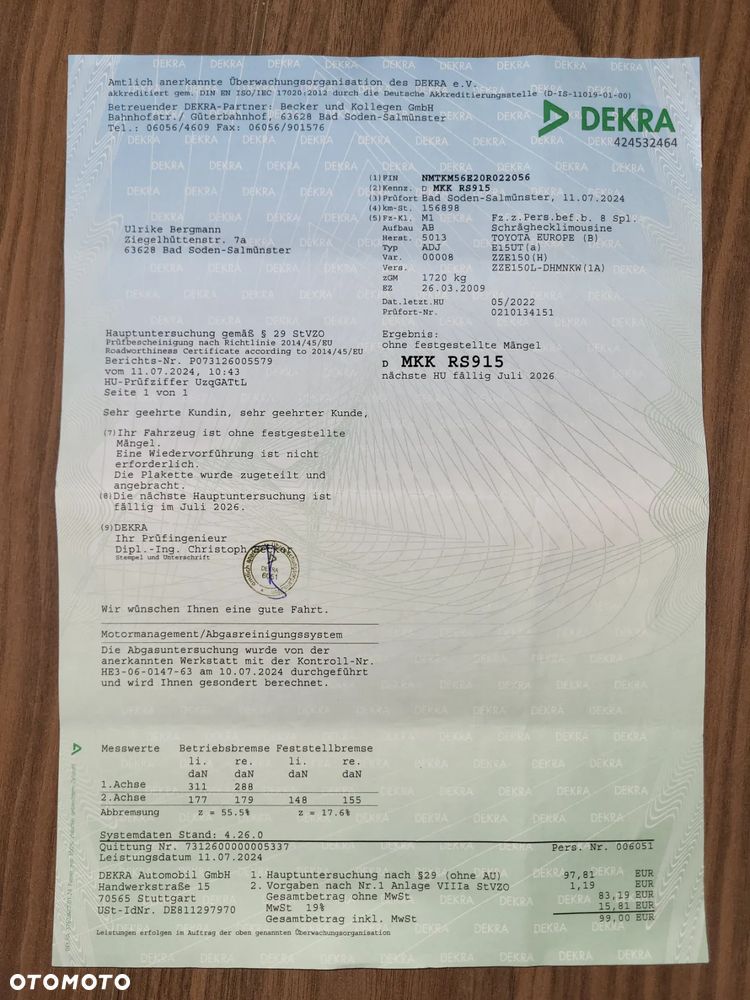 Amtlich anerkannte Überwachungsorganisation des DEKRA e.V.
akkreditiert gem. DIN EN ISO/IEC 17020:2012 durch die Deutsche Akkreditierungstelle (D-IS-11019-01-00)
Betreuender DEKRA-Partner: Becker und Kollegen GmbH
Bahnhofstr./ Güterbahnhof, 63628 Bad Soden-Salmünster
Tel.: 06056/4609 Fax: 06056/901576
DEKRA
424532464
(1) FIN NMTKM56E20R022056
(2) Kennz. D MKK RS915
(3) Prüfort Bad Soden-Salmünster, 11.07.2024
(4) km-St. 156898
(5) Fz-Kl. M1 Fz.z.Pers.bef.b. 8 Spl.
Aufbau AB Schräghecklimousine
Herst. 5013 TOYOTA EUROPE (B)
Typ ADJ E15UT(a)
Var. 00008 ZZE150(H)
Vers. ZZE150L-DHMNKW(1A)
zGM 1720 kg
EZ 26.03.2009
Dat.letzt.HU 05/2022
Prüfort-Nr. 0210134151
Ulrike Bergmann
Ziegelhüttenstr. 7a
63628 Bad Soden-Salmünster
Hauptuntersuchung gemäß § 29 StVZO
Prüfbescheinigung nach Richtlinie 2014/45/EU
Roadworthiness Certificate according to 2014/45/EU
Berichts-Nr. P073126005579
vom 11.07.2024, 10:43
HU-Prüfziffer UzqGATtL
Seite 1 von 1
Ergebnis:
ohne festgestellte Mängel
D MKK RS915
nächste HU fällig Juli 2026
Sehr geehrte Kundin, sehr geehrter Kunde,
(7) Ihr Fahrzeug ist ohne festgestellte
Mängel.
Eine Wiedervorführung ist nicht
erforderlich.
Die Plakette wurde zugeteilt und
angebracht.
(8) Die nächste Hauptuntersuchung ist
fällig im Juli 2026.
(9) DEKRA
Ihr Prüfingenieur
Dipl.-Ing. Christoph
Stempel und Unterschrift
DEKRA
6051
Wir wünschen Ihnen eine gute Fahrt.
Motormanagement/Abgasreinigungssystem
Die Abgasuntersuchung wurde von der
anerkannten Werkstatt mit der Kontroll-Nr.
HE3-06-0147-63 am 10.07.2024 durchgeführt
und wird Ihnen gesondert berechnet.
Messwerte Betriebsbremse Feststellbremse
li. re. li. re.
daN daN daN daN
1.Achse 311 288
2.Achse 177 179 148 155
Abbremsung z = 55.5% z = 17.6%
Systemdaten Stand: 4.26.0
Quittung Nr. 7312600000005337 Pers. Nr. 006051
Leistungsdatum 11.07.2024
DEKRA Automobil GmbH
Handwerkstraße 15
70565 Stuttgart
USt-IdNr. DE811297970
1. Hauptuntersuchung nach §29 (ohne AU) 97,81 EUR
2. Vorgaben nach Nr.1 Anlage VIIIa StVZO 1,19 EUR
Gesamtbetrag ohne MwSt 83,19 EUR
MwSt 19% 15,81 EUR
Gesamtbetrag inkl. MwSt 99,00 EUR
Leistungen erfolgen im Auftrag der oben genannten Überwachungsorganisation
OTOMOTO